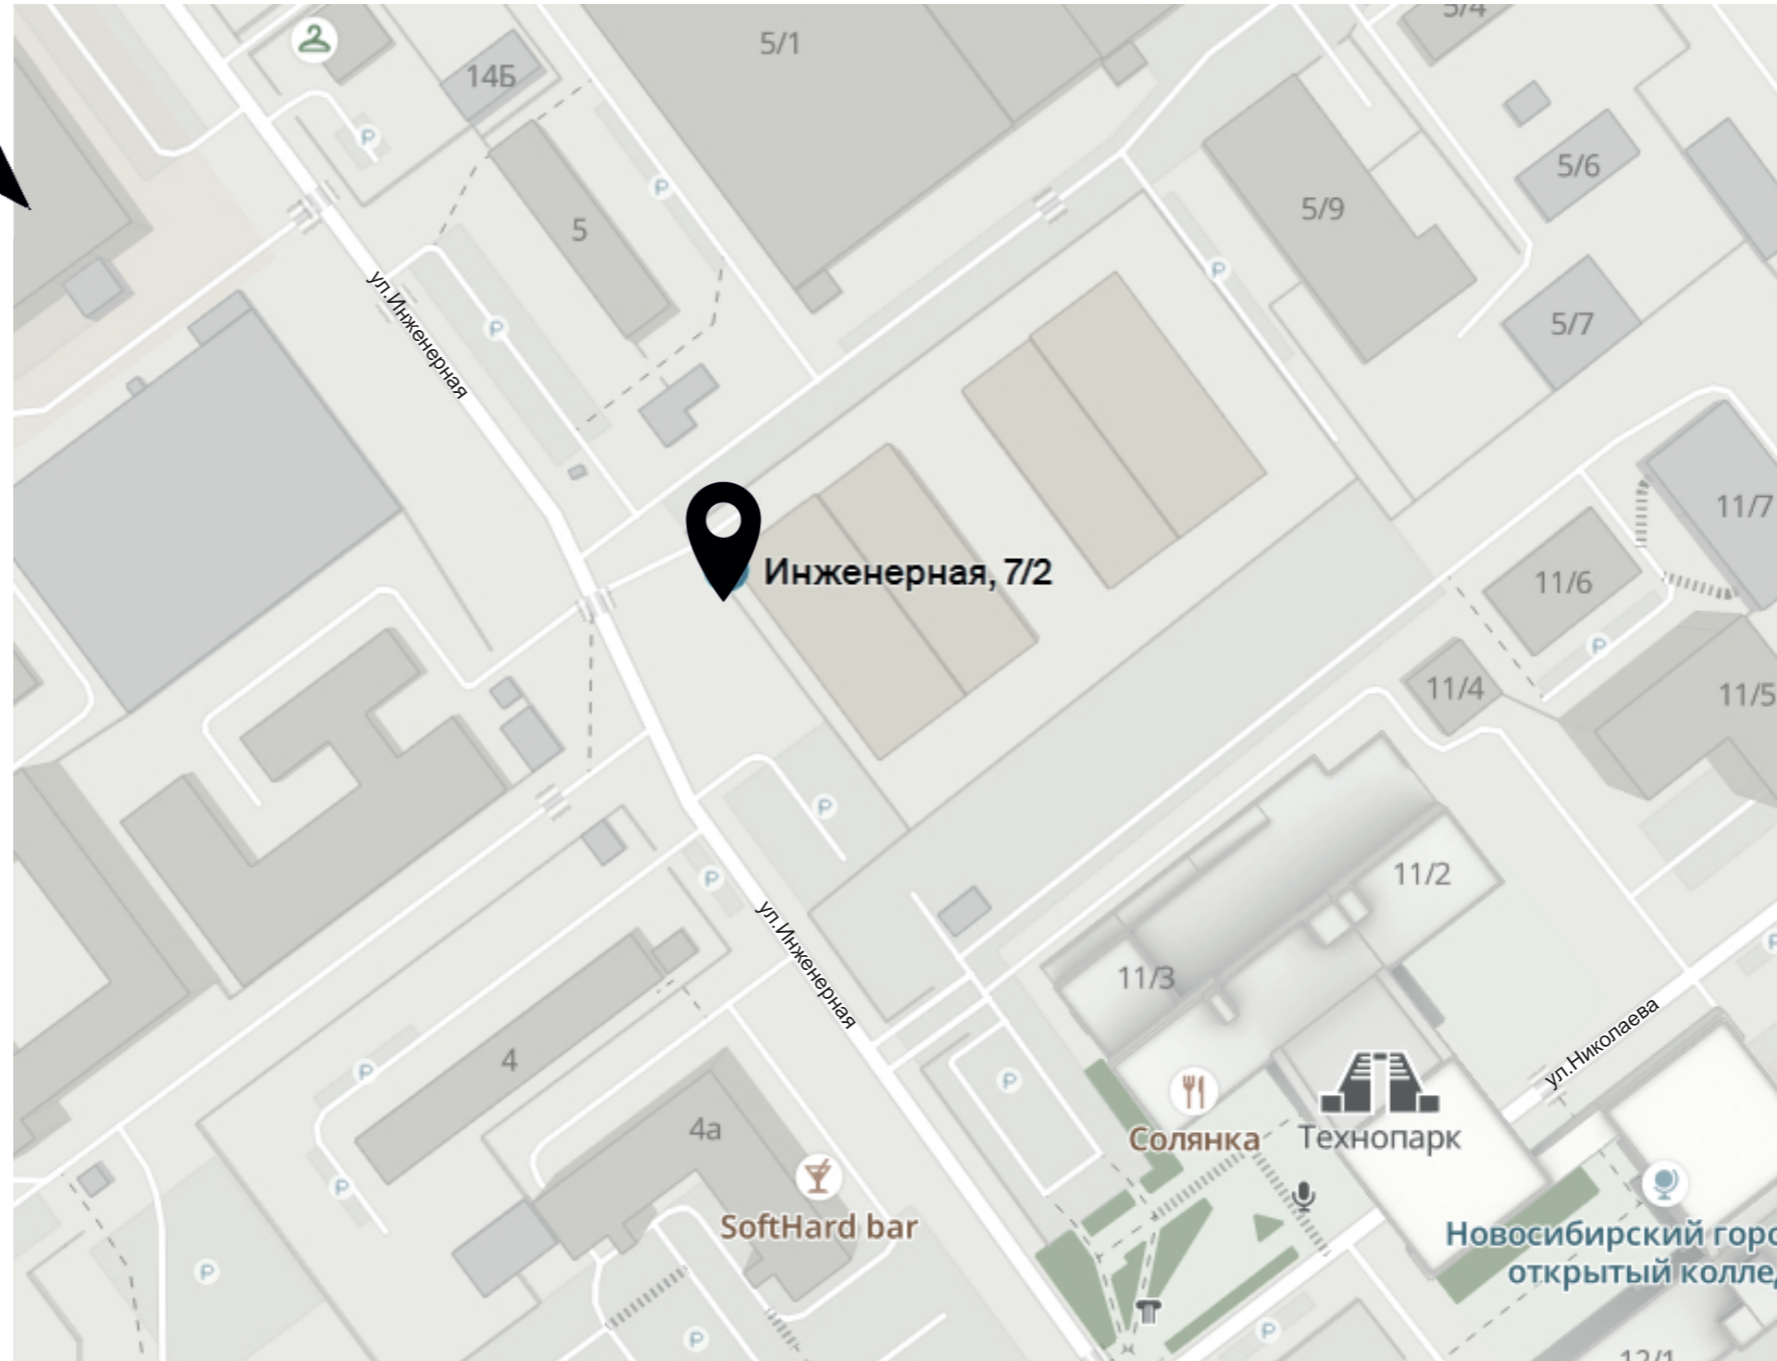 5/4
5/1
14Б
P
5/6
P
5/9
5
P
ул.Инженерная
P
5/7
11/7
Инженерная, 7/2
11/6
P
11/4
11/5
P
11/2
P
ул.Инженерная
P
11/3
ул.Николаева
4
P
P
Технопарк
Солянка
4а
P
SoftHard bar
Новосибирский горо
открытый колле
P
P
P
12/1